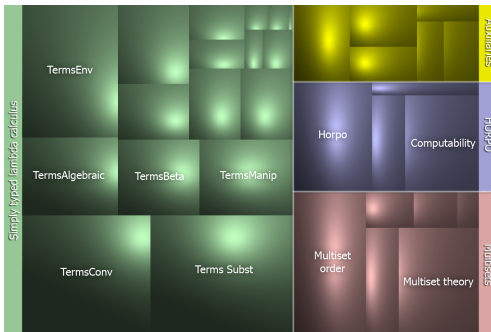 Simply typed lambda calculus
TermsEnv
TermsAlgebraic
TermsBeta
TermsManip
TermsConv
Terms Subst
Auxiliaries
Horpo
Computability
HORPO
Multiset
order
Multiset theory
Multisets